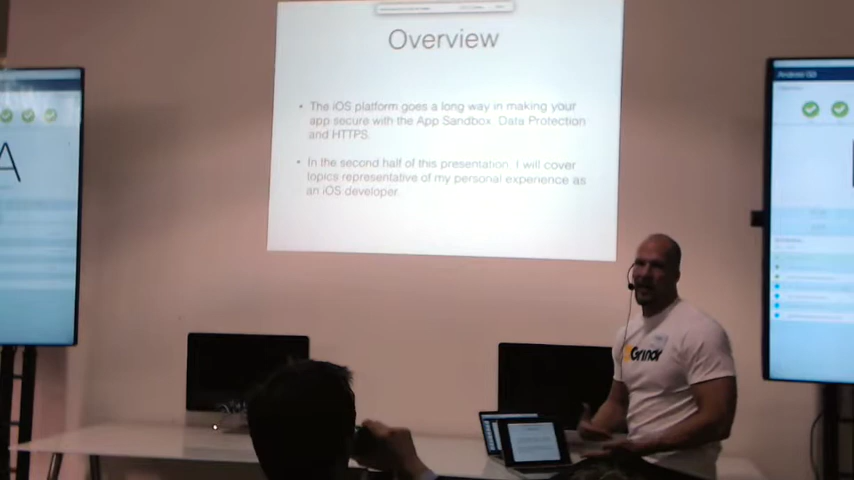 Overview
• The iOS platform goes a long way in making your
app secure with the App Sandbox, Data Protection
and HTTPS.
• In the second half of this presentation, I will cover
topics representative of my personal experience as
an iOS developer.
Grindr
A